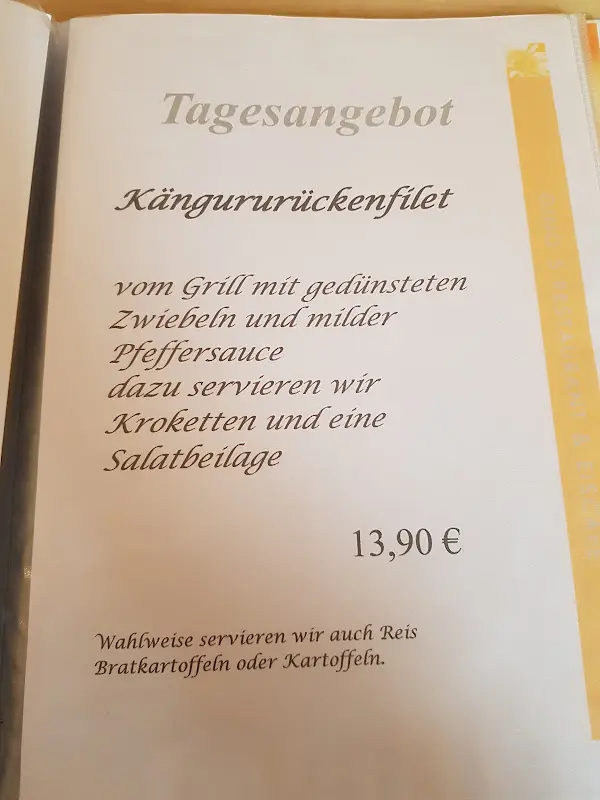 Tagesangebot
Kängururückenfilet
vom Grill mit gedünsteten
Zwiebeln und milder
Pfeffersauce
dazu servieren wir
Kroketten und eine
Salatbeilage
13,90 €
Wahlweise servieren wir auch Reis
Bratkartoffeln oder Kartoffeln.